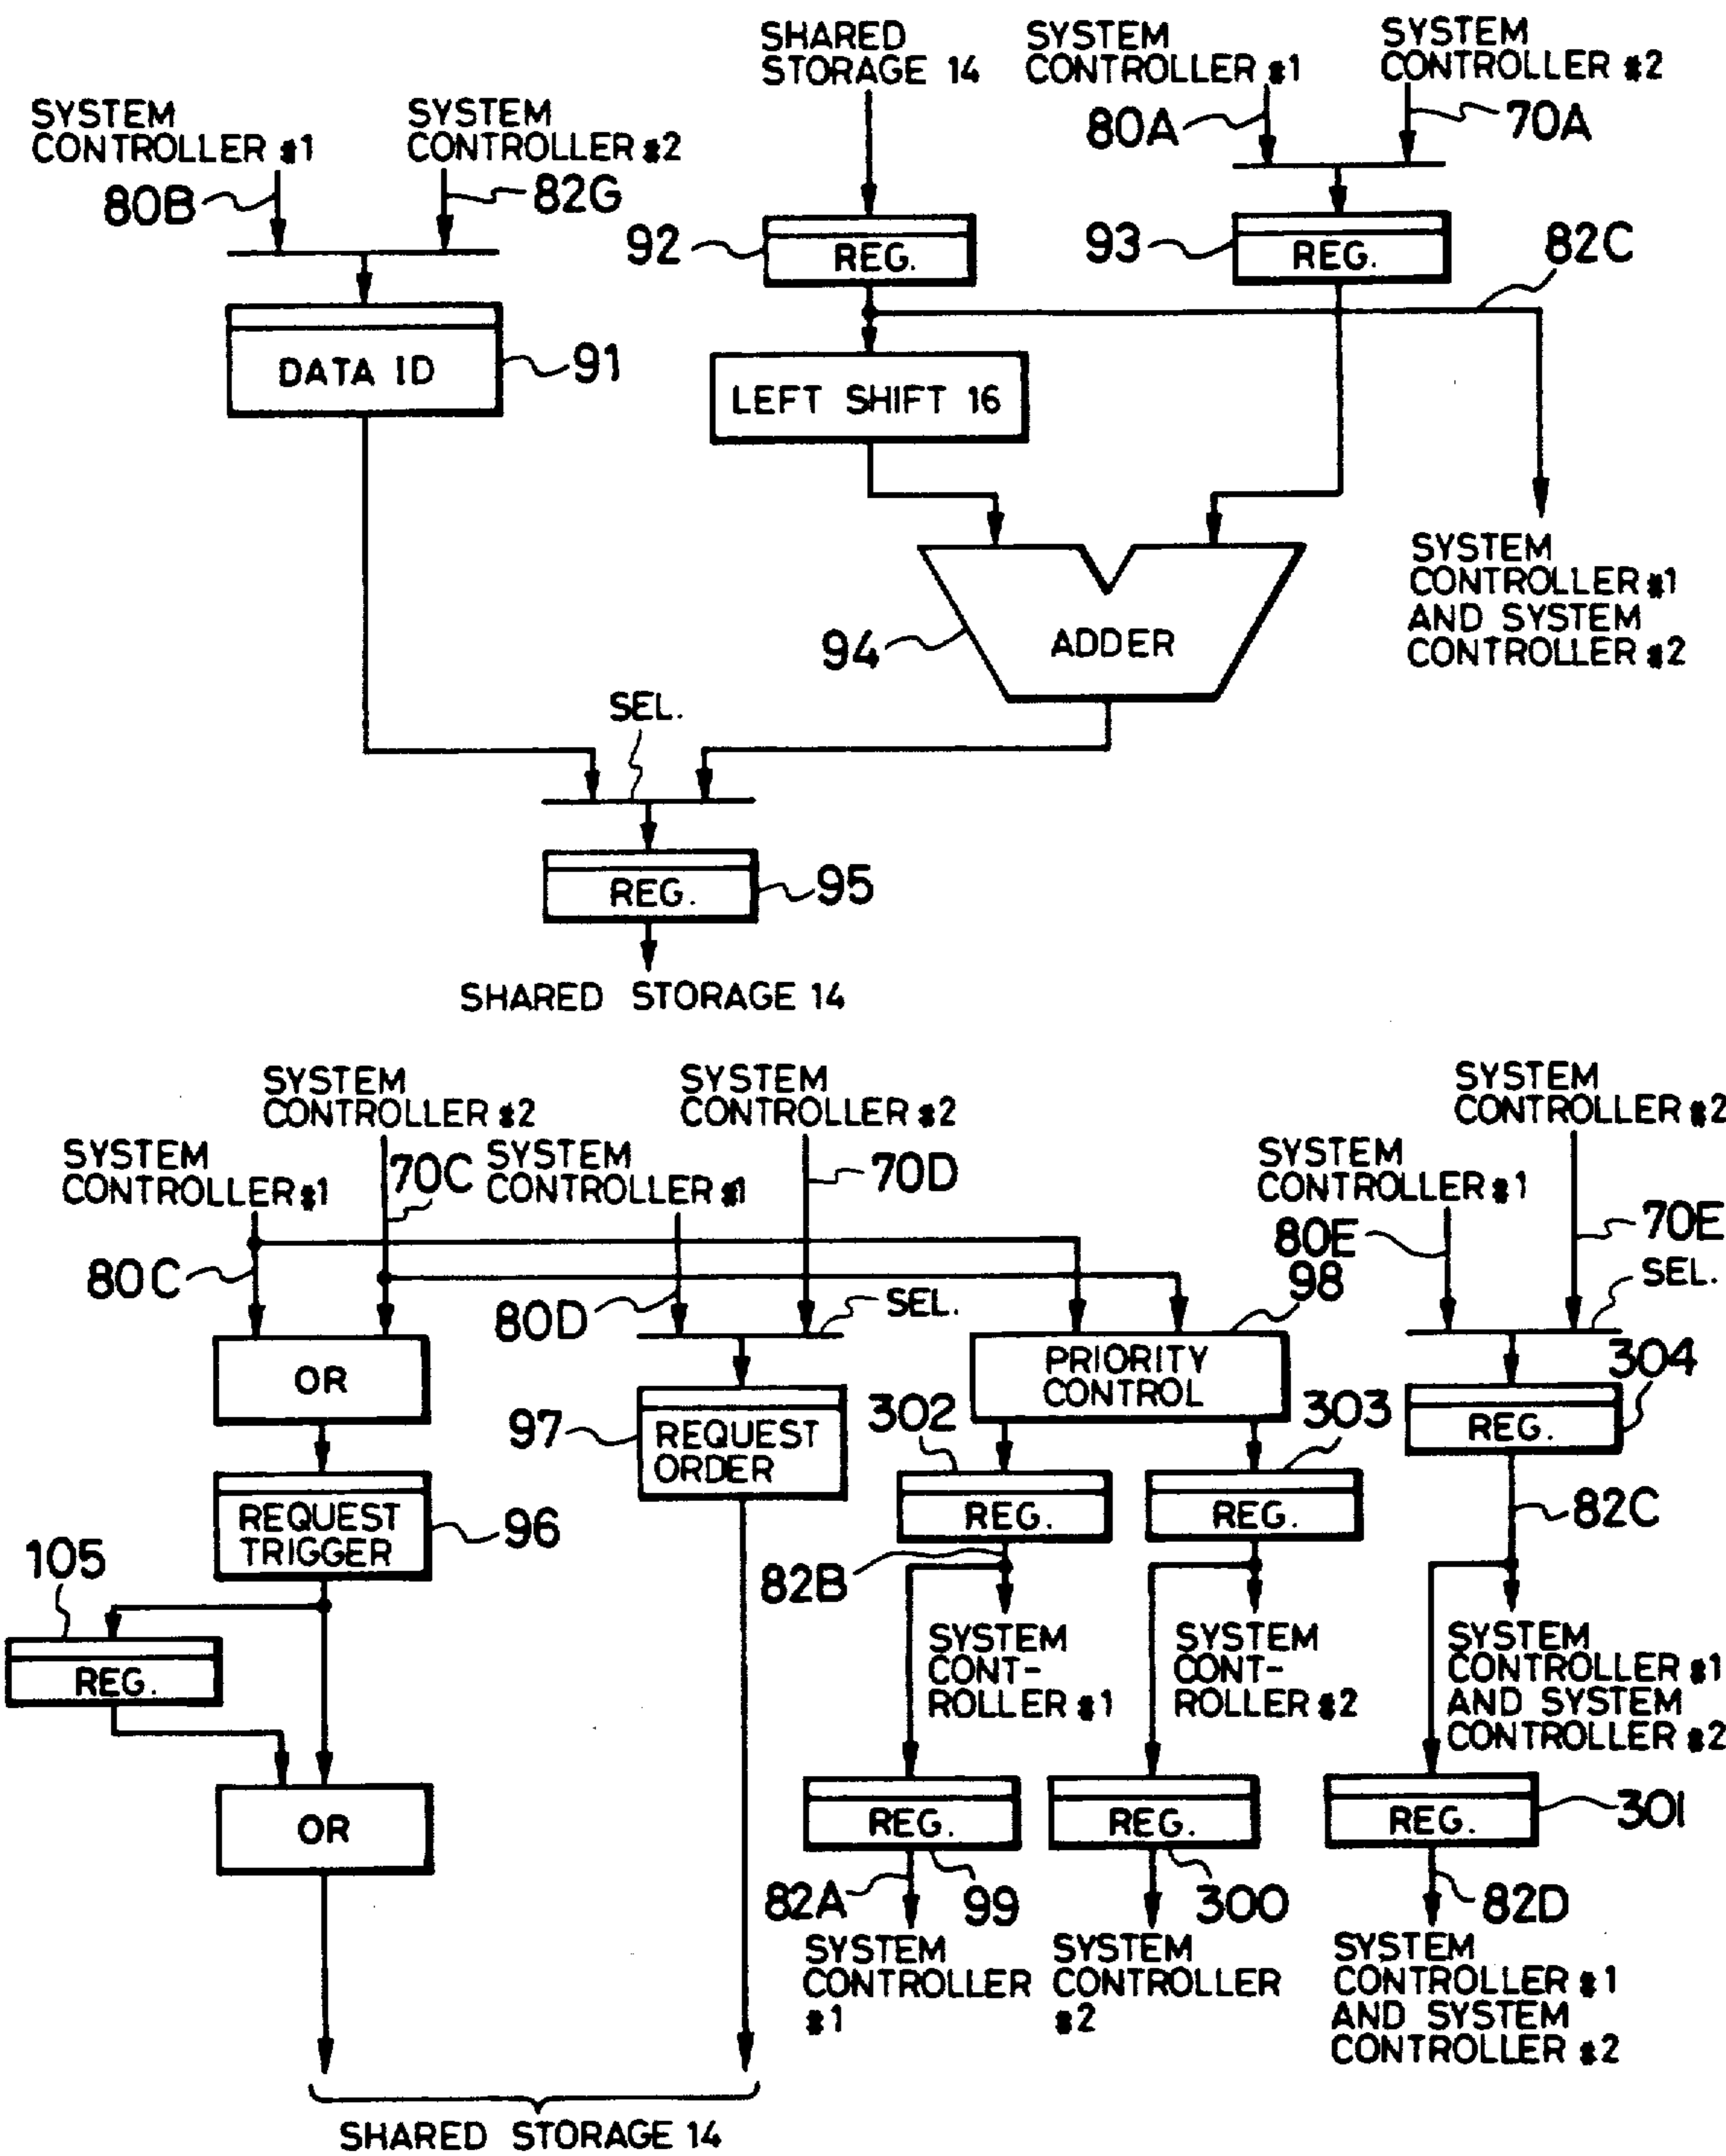 SHARED
STORAGE 14
SYSTEM
CONTROLLER #1
SYSTEM
CONTROLLER #2
SYSTEM
CONTROLLER #1
SYSTEM
CONTROLLER #2
80A
70A
80B
82G
92
REG.
93
REG.
82C
DATA ID
91
LEFT SHIFT 16
SYSTEM
CONTROLLER #1
AND SYSTEM
CONTROLLER #2
94
ADDER
SEL.
REG.
95
SHARED STORAGE 14
SYSTEM
CONTROLLER #2
SYSTEM
CONTROLLER #2
SYSTEM
CONTROLLER #2
SYSTEM
CONTROLLER #1
70C
SYSTEM
CONTROLLER #1
70D
SYSTEM
CONTROLLER #1
70E
80C
80D
SEL.
80E
98
SEL.
OR
PRIORITY
CONTROL
304
97
REQUEST
ORDER
302
303
REG.
REQUEST
TRIGGER
96
REG.
REG.
82C
105
82B
REG.
SYSTEM
CONT-
ROLLER #1
SYSTEM
CONT-
ROLLER #2
SYSTEM
CONTROLLER #1
AND SYSTEM
CONTROLLER #2
OR
REG.
REG.
REG.
301
82A
99
300
82D
SYSTEM
CONTROLLER
#1
SYSTEM
CONTROLLER
#2
SYSTEM
CONTROLLER #1
AND SYSTEM
CONTROLLER #2
SHARED STORAGE 14